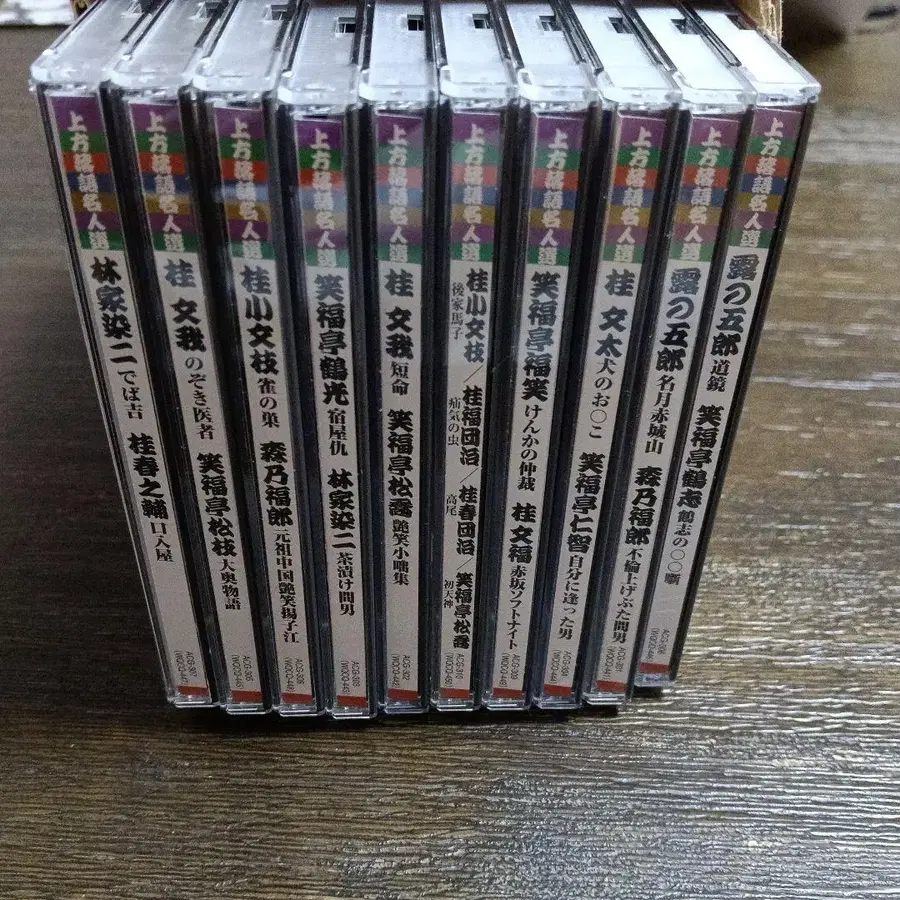 上方落語名人選 林家染二 でば吉 桂春之輔 口入屋
上方落語名人選 桂 文我 のぞき医者 笑福亭松枝 大奥物語
上方落語名人選 桂小文枝 雀の巣 森乃福郎 元祖中国艶笑揚子江
上方落語名人選 笑福亭鶴光 宿屋仇 林家染二 茶漬け間男
上方落語名人選 桂 文我 短命 笑福亭松喬 艶笑小咄集
上方落語名人選 桂小文枝 後家馬子/桂福団治 疝気の虫/桂春団治 高尾/笑福亭松喬 初天神
上方落語名人選 笑福亭福笑 けんかの仲裁 桂 文福 赤坂ソフトナイト
上方落語名人選 桂 文太 犬のお〇こ 笑福亭仁智 自分に逢った男
上方落語名人選 露の五郎 名月赤城山 森乃福郎 不倫上げぶた間男
上方落語名人選 露の五郎 道鏡 笑福亭鶴志 鶴志の〇〇噺